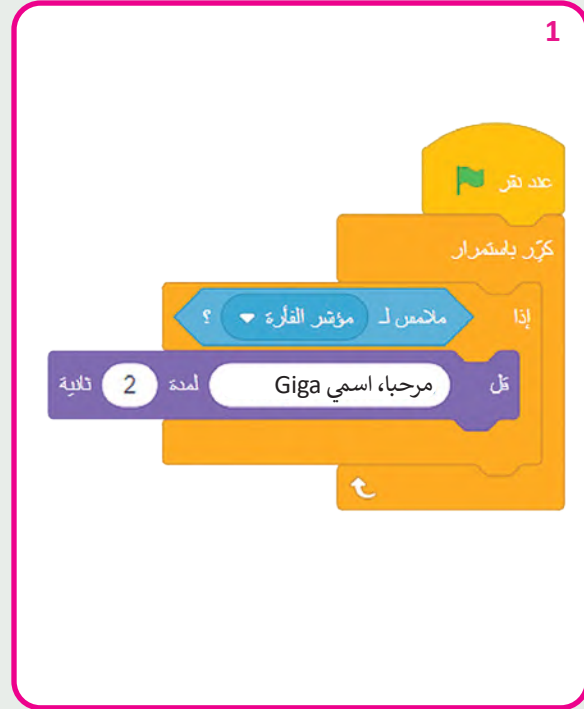 1
عند نقر
كرّر باستمرار
إذا ملامس لـ مؤشر الفأرة ؟
قل مرحبا، اسمي Giga لمدة 2 ثانية